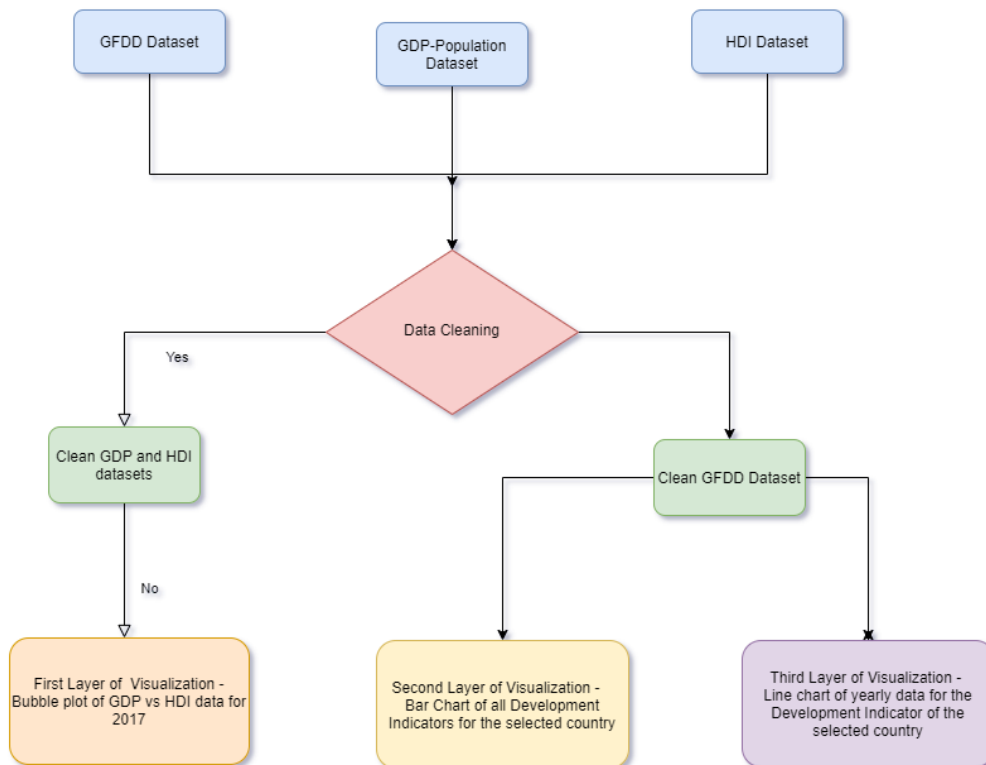 GFDD Dataset
GDP-Population
Dataset
HDI Dataset
Data Cleaning
Yes
Clean GDP and HDI
datasets
Clean GFDD Dataset
No
First Layer of Visualization -
Bubble plot of GDP vs HDI data for
2017
Second Layer of Visualization -
Bar Chart of all Development
Indicators for the selected country
Third Layer of Visualization -
Line chart of yearly data for the
Development Indicator of the
selected country